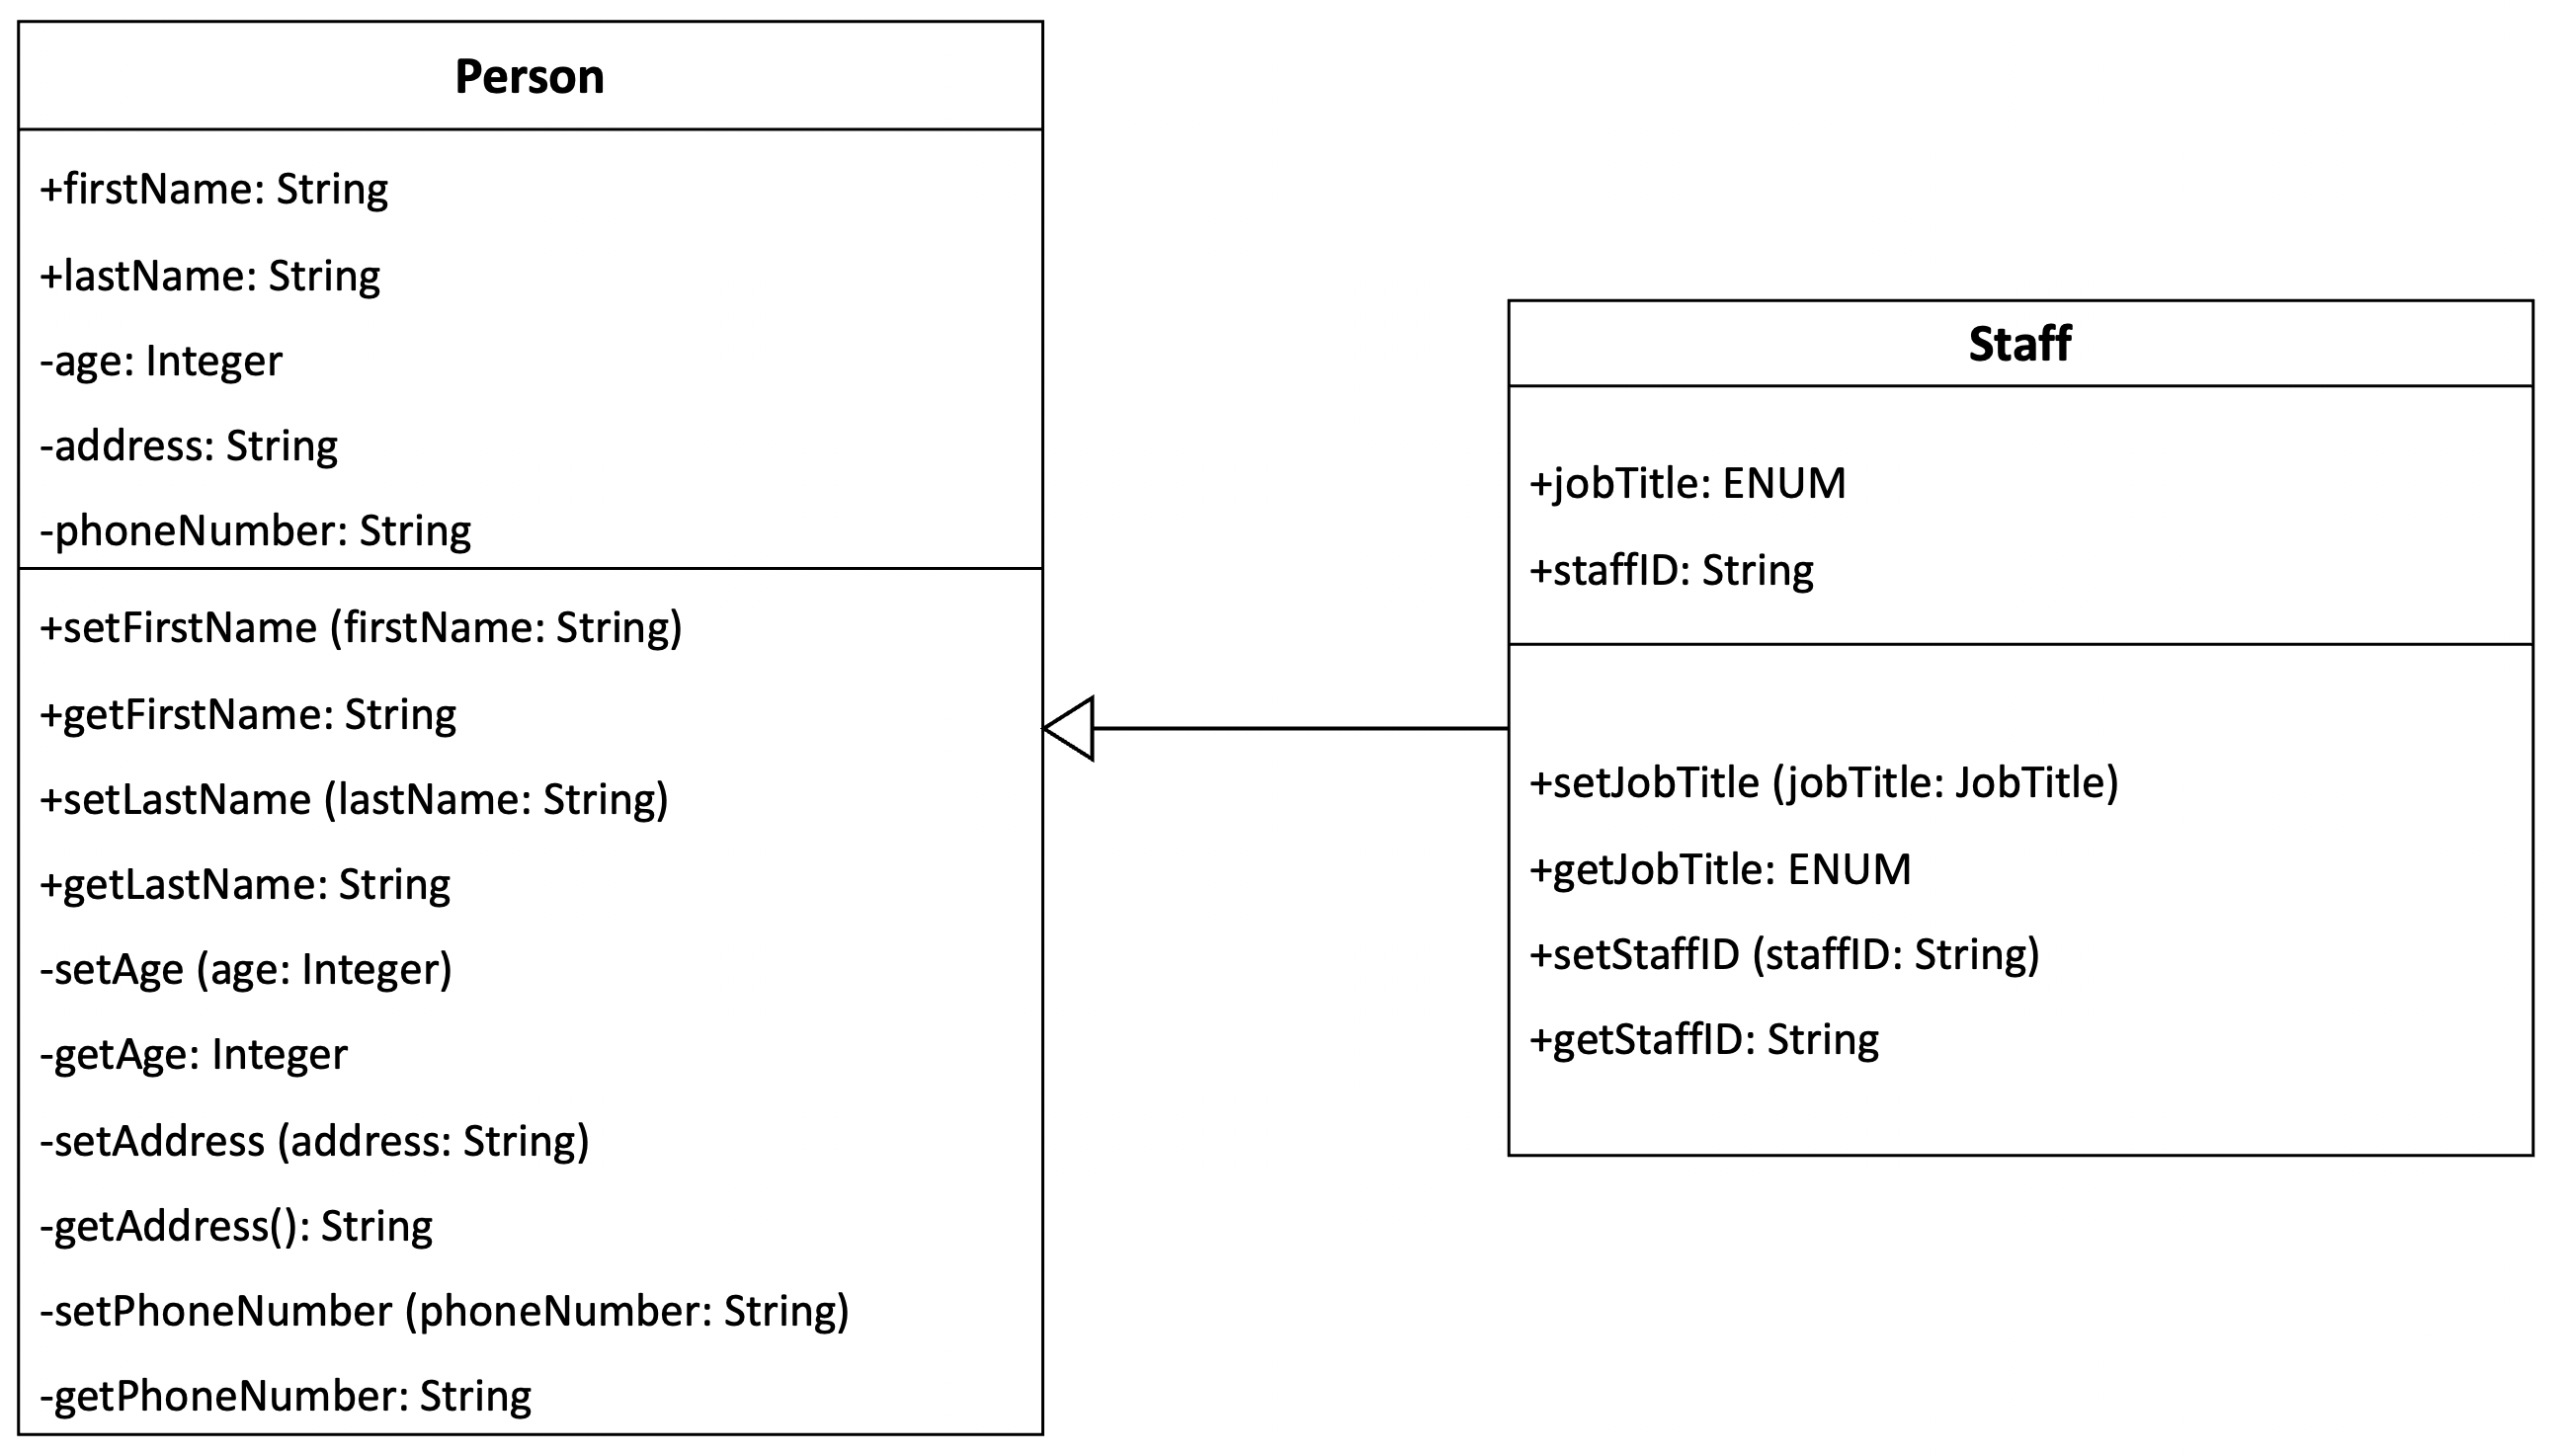 Person
+firstName: String
+lastName: String
-age: Integer
-address: String
-phoneNumber: String
+setFirstName (firstName: String)
+getFirstName: String
+setLastName (lastName: String)
+getLastName: String
-setAge (age: Integer)
-getAge: Integer
-setAddress (address: String)
-getAddress(): String
-setPhoneNumber (phoneNumber: String)
-getPhoneNumber: String
Staff
+jobTitle: ENUM
+staffID: String
+setJobTitle (jobTitle: JobTitle)
+getJobTitle: ENUM
+setStaffID (staffID: String)
+getStaffID: String